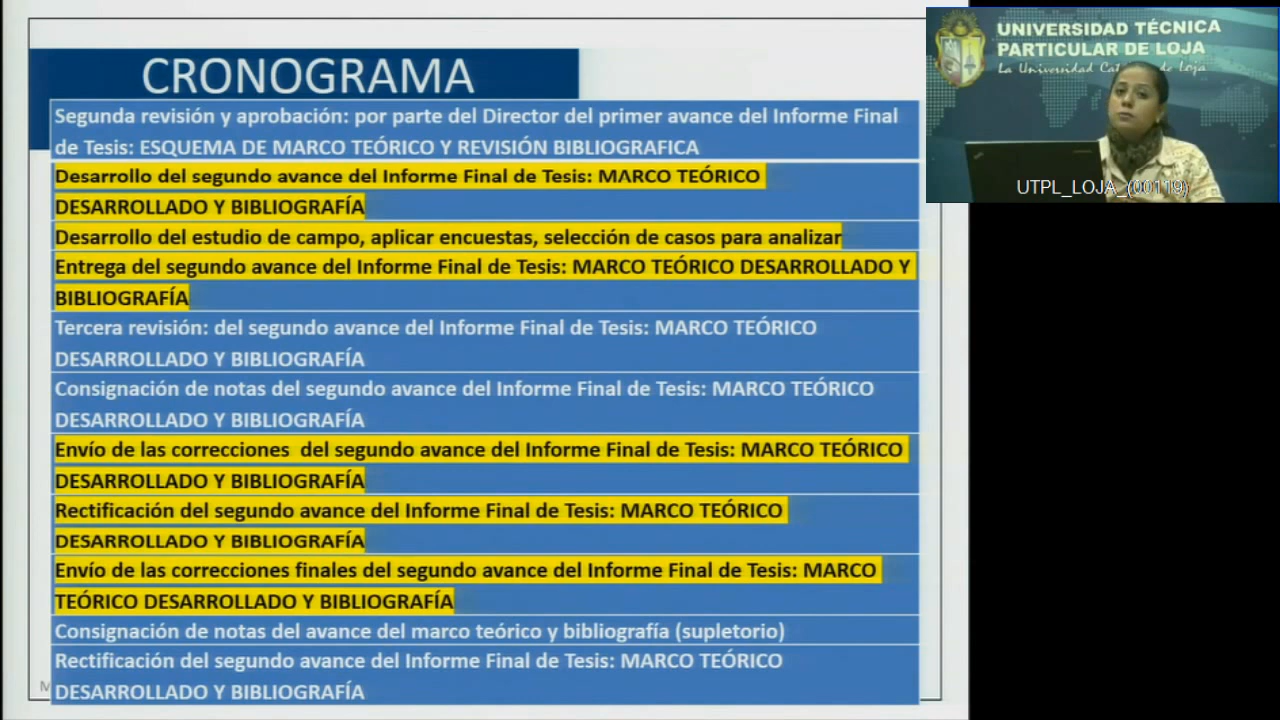 CRONOGRAMA
Segunda revisión y aprobación: por parte del Director del primer avance del Informe Final
de Tesis: ESQUEMA DE MARCO TEÓRICO Y REVISIÓN BIBLIOGRAFICA
Desarrollo del segundo avance del Informe Final de Tesis: MARCO TEÓRICO
DESARROLLADO Y BIBLIOGRAFÍA
Desarrollo del estudio de campo, aplicar encuestas, selección de casos para analizar
Entrega del segundo avance del Informe Final de Tesis: MARCO TEÓRICO DESARROLLADO Y
BIBLIOGRAFÍA
Tercera revisión: del segundo avance del Informe Final de Tesis: MARCO TEÓRICO
DESARROLLADO Y BIBLIOGRAFÍA
Consignación de notas del segundo avance del Informe Final de Tesis: MARCO TEÓRICO
DESARROLLADO Y BIBLIOGRAFÍA
Envío de las correcciones del segundo avance del Informe Final de Tesis: MARCO TEÓRICO
DESARROLLADO Y BIBLIOGRAFÍA
Rectificación del segundo avance del Informe Final de Tesis: MARCO TEÓRICO
DESARROLLADO Y BIBLIOGRAFÍA
Envío de las correcciones finales del segundo avance del Informe Final de Tesis: MARCO
TEÓRICO DESARROLLADO Y BIBLIOGRAFÍA
Consignación de notas del avance del marco teórico y bibliografía (supletorio)
Rectificación del segundo avance del Informe Final de Tesis: MARCO TEÓRICO
DESARROLLADO Y BIBLIOGRAFÍA
UNIVERSIDAD TÉCNICA
PARTICULAR DE LOJA
La Universidad de Loja
UTPL_LOJA_(00119)